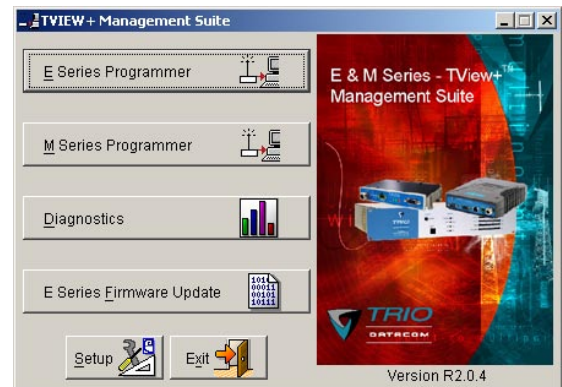 TVIEW+ Management Suite
E Series Programmer
M Series Programmer
Diagnostics
E Series Firmware Update
Setup
Exit
E & M Series - TView+™
Management Suite
TRIO
DATACOM
Version R2.0.4